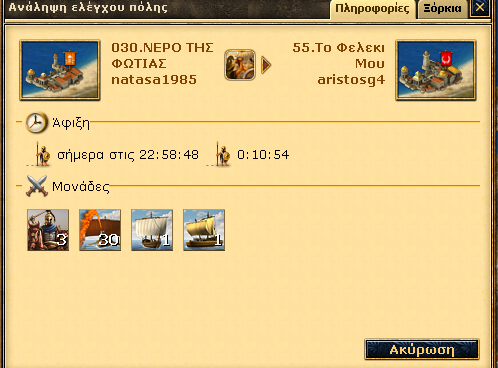 Ανάληψη ελέγχου πόλης
Πληροφορίες
Ξόρκια
030.ΝΕΡΟ ΤΗΣ
ΦΩΤΙΑΣ
natasa1985
55.Το Φελεκι
Μου
aristosg4
Άφιξη
σήμερα στις 22:58:48
0:10:54
Μονάδες
3
30
1
1
Ακύρωση